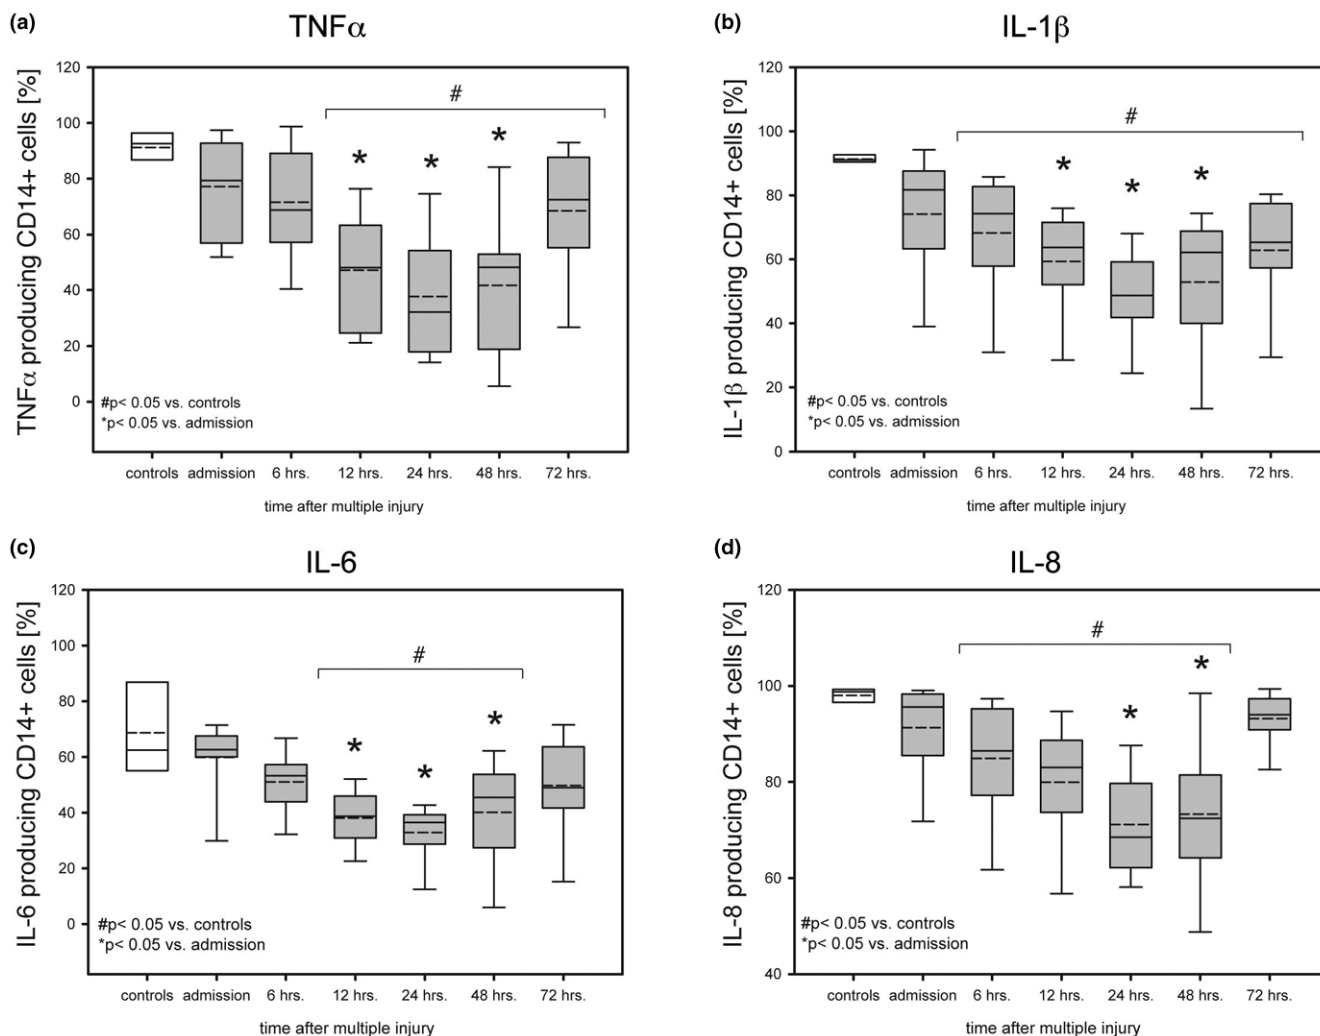 (a)
TNFα
TNFα producing CD14+ cells [%]
120
100
80
60
40
20
0
#
*
*
*
#p< 0.05 vs. controls
*p< 0.05 vs. admission
controls admission 6 hrs. 12 hrs. 24 hrs. 48 hrs. 72 hrs.
time after multiple injury
(b)
IL-1β
IL-1β producing CD14+ cells [%]
120
100
80
60
40
20
0
#
*
*
*
#p< 0.05 vs. controls
*p< 0.05 vs. admission
controls admission 6 hrs. 12 hrs. 24 hrs. 48 hrs. 72 hrs.
time after multiple injury
(c)
IL-6
IL-6 producing CD14+ cells [%]
120
100
80
60
40
20
0
#
*
*
*
#p< 0.05 vs. controls
*p< 0.05 vs. admission
controls admission 6 hrs. 12 hrs. 24 hrs. 48 hrs. 72 hrs.
time after multiple injury
(d)
IL-8
IL-8 producing CD14+ cells [%]
120
100
80
60
40
#
*
*
#p< 0.05 vs. controls
*p< 0.05 vs. admission
controls admission 6 hrs. 12 hrs. 24 hrs. 48 hrs. 72 hrs.
time after multiple injury